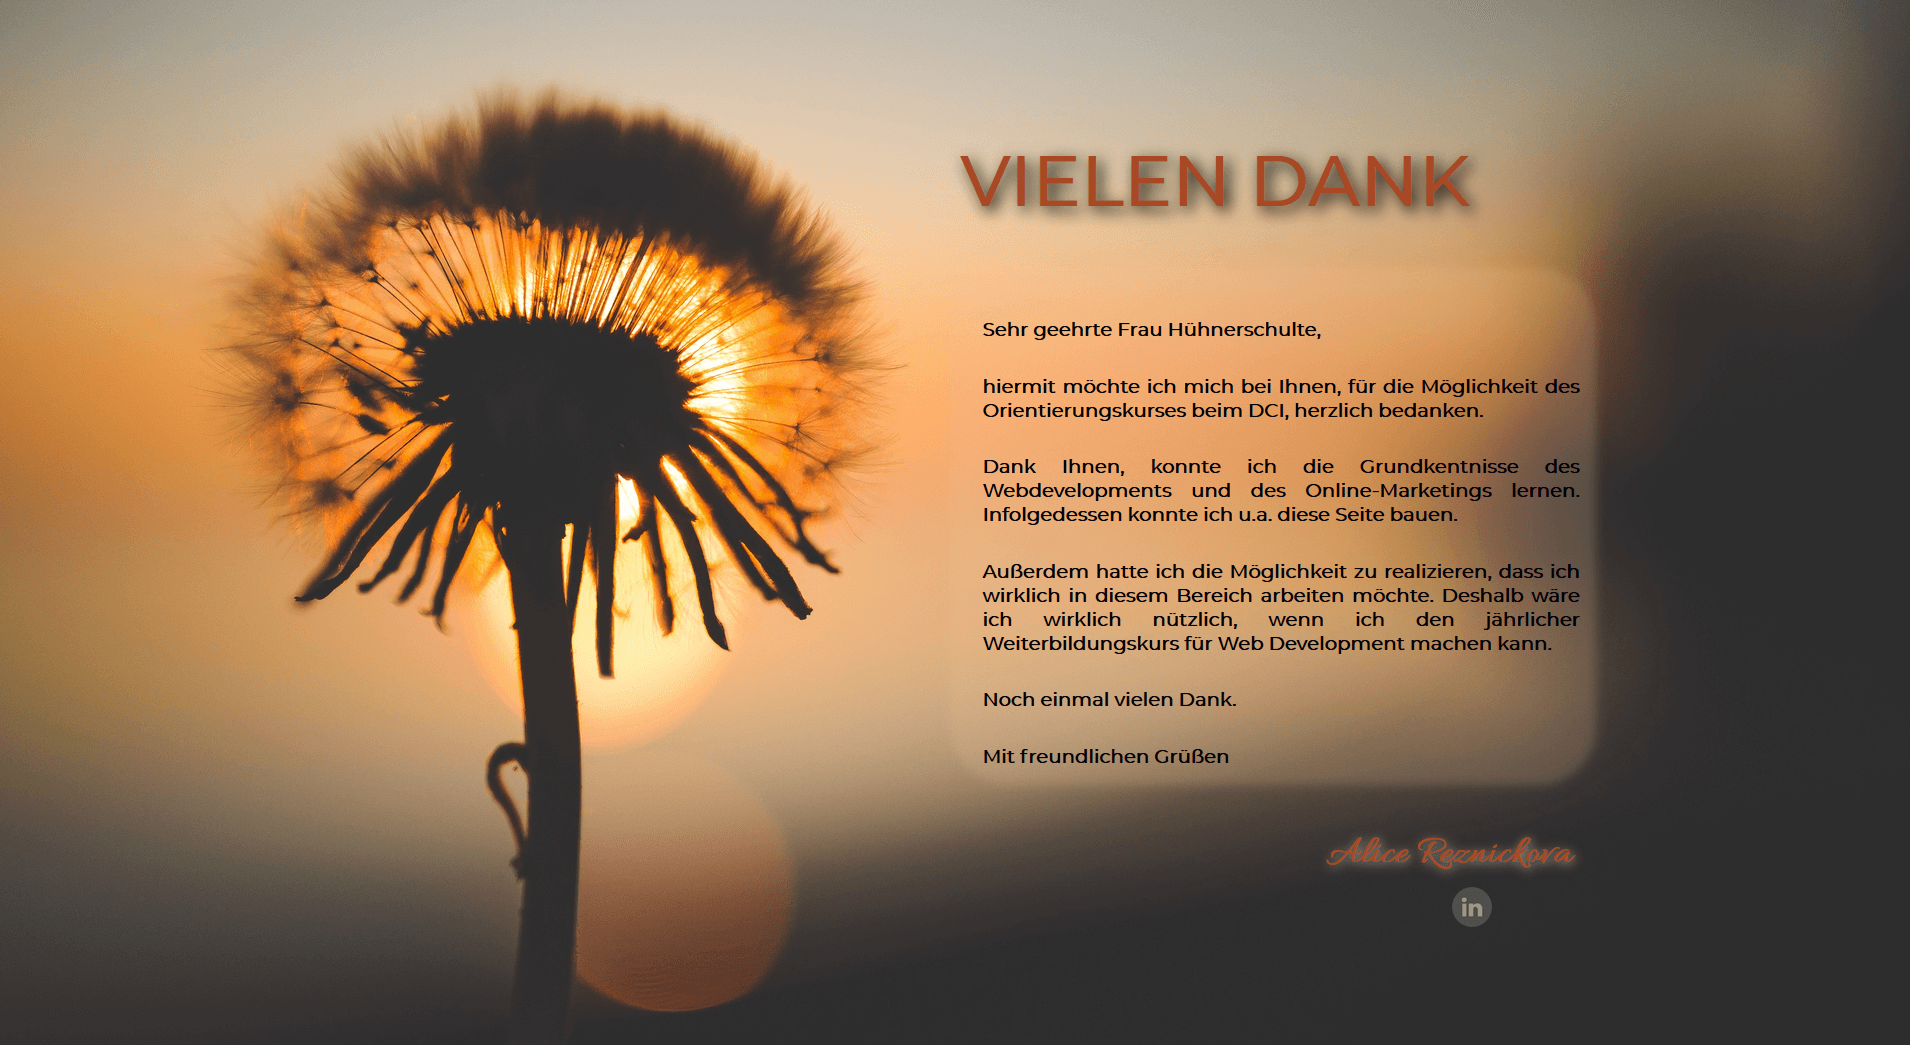 VIELEN DANK
Sehr geehrte Frau Hühnerschulte,
hiermit möchte ich mich bei Ihnen, für die Möglichkeit des
Orientierungskurses beim DCI, herzlich bedanken.
Dank Ihnen, konnte ich die Grundkentnisse des
Webdevelopments und des Online-Marketings lernen.
Infolgedessen konnte ich u.a. diese Seite bauen.
Außerdem hatte ich die Möglichkeit zu realizieren, dass ich
wirklich in diesem Bereich arbeiten möchte. Deshalb wäre
ich wirklich nützlich, wenn ich den jährlicher
Weiterbildungskurs für Web Development machen kann.
Noch einmal vielen Dank.
Mit freundlichen Grüßen
Alice Reznickova
in